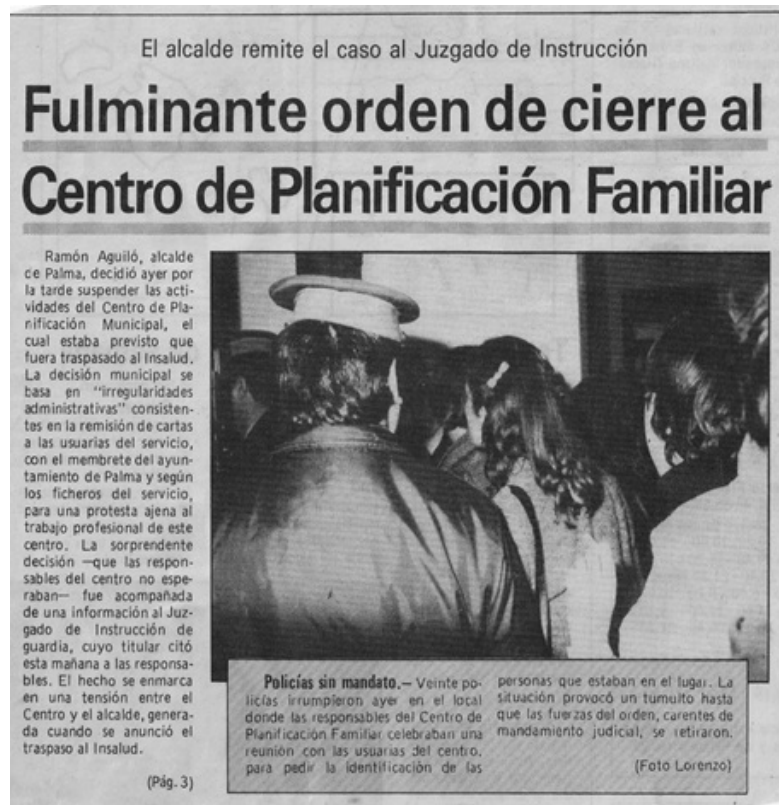 El alcalde remite el caso al Juzgado de Instrucción
Fulminante orden de cierre al
Centro de Planificación Familiar
Ramón Aguiló, alcalde
de Palma, decidió ayer por
la tarde suspender las acti-
vidades del Centro de Pla-
nificación Municipal, el
cual estaba previsto que
fuera traspasado al Insalud.
La decisión municipal se
basa en "irregularidades
administrativas" consisten-
tes en la remisión de cartas
a las usuarias del servicio,
con el membrete del ayun-
tamiento de Palma y según
los ficheros del servicio,
para una protesta ajena al
trabajo profesional de este
centro. La sorprendente
decisión —que las respon-
sables del centro no espe-
raban— fue acompañada
de una información al Juz-
gado de Instrucción de
guardia, cuyo titular citó
esta mañana a las responsa-
bles. El hecho se enmarca
en una tensión entre el
Centro y el alcalde, genera-
da cuando se anunció el
traspaso al Insalud.
(Pág. 3)
Policías sin mandato.— Veinte po-
licías irrumpieron ayer en el local
donde las responsables del Centro de
Planificación Familiar celebraban una
reunión con las usuarias del centro,
para pedir la identificación de las
personas que estaban en el lugar. La
situación provocó un tumulto hasta
que las fuerzas del orden, carentes de
mandamiento judicial, se retiraron.
(Foto Lorenzo)